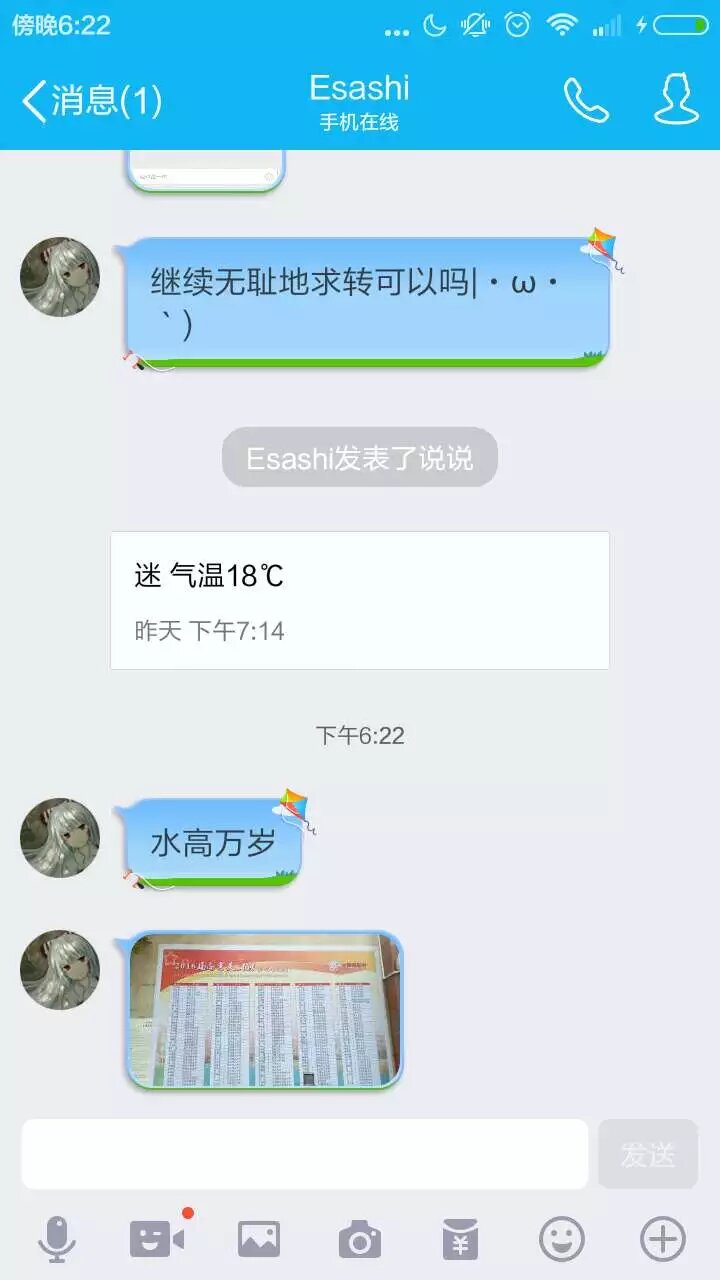 傍晚6:22
消息(1)
Esashi
手机在线
继续无耻地求转可以吗|・ω・
｀)
Esashi发表了说说
迷 气温18℃
昨天 下午7:14
下午6:22
水高万岁
2016
发送